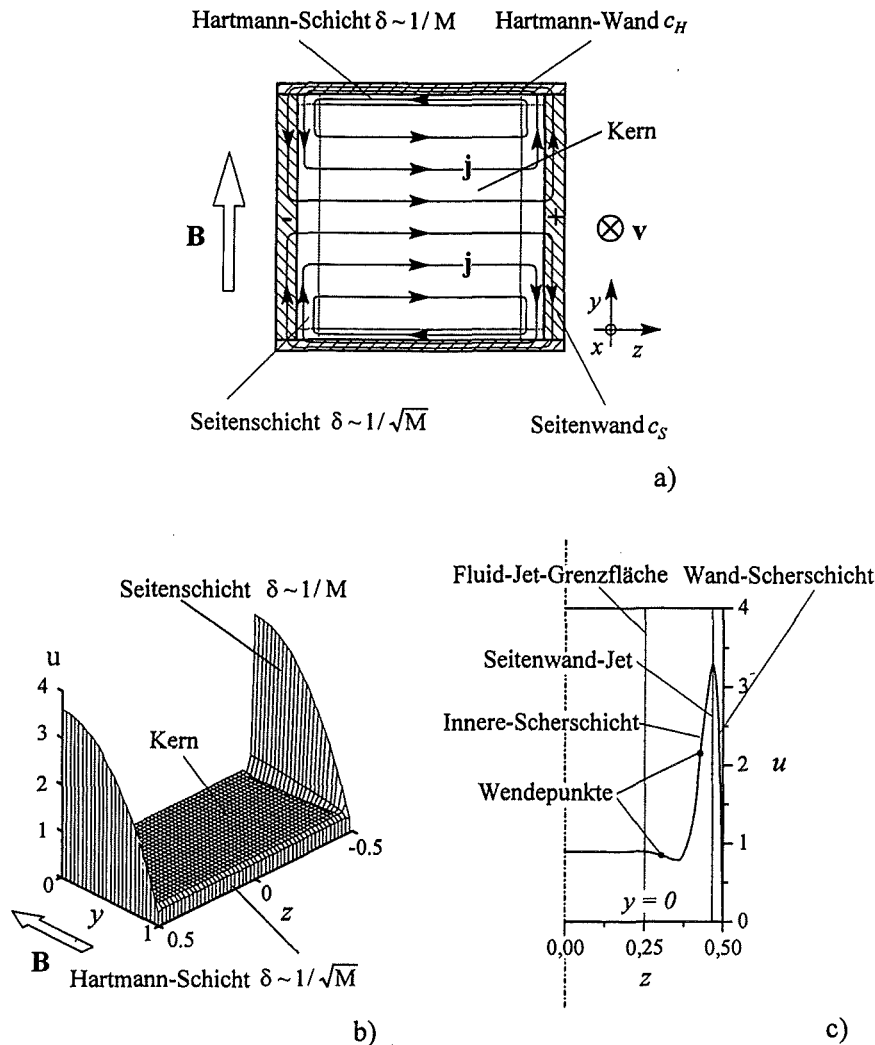 Hartmann-Schicht δ ~ 1/ M
Hartmann-Wand c_H
Kern
j
B
-
+
v
j
y
x
z
Seitenschicht δ ~ 1/ √M
Seitenwand c_S
a)
Seitenschicht δ ~ 1/ M
u
4
3
2
1
0
Kern
-0.5
0
z
y
1
0.5
B
Hartmann-Schicht δ ~ 1/ √M
b)
Fluid-Jet-Grenzfläche
Wand-Scherschicht
4
Seitenwand-Jet
3
Innere-Scherschicht
u
2
Wendepunkte
1
y = 0
0
0,00
0,25
0,50
z
c)